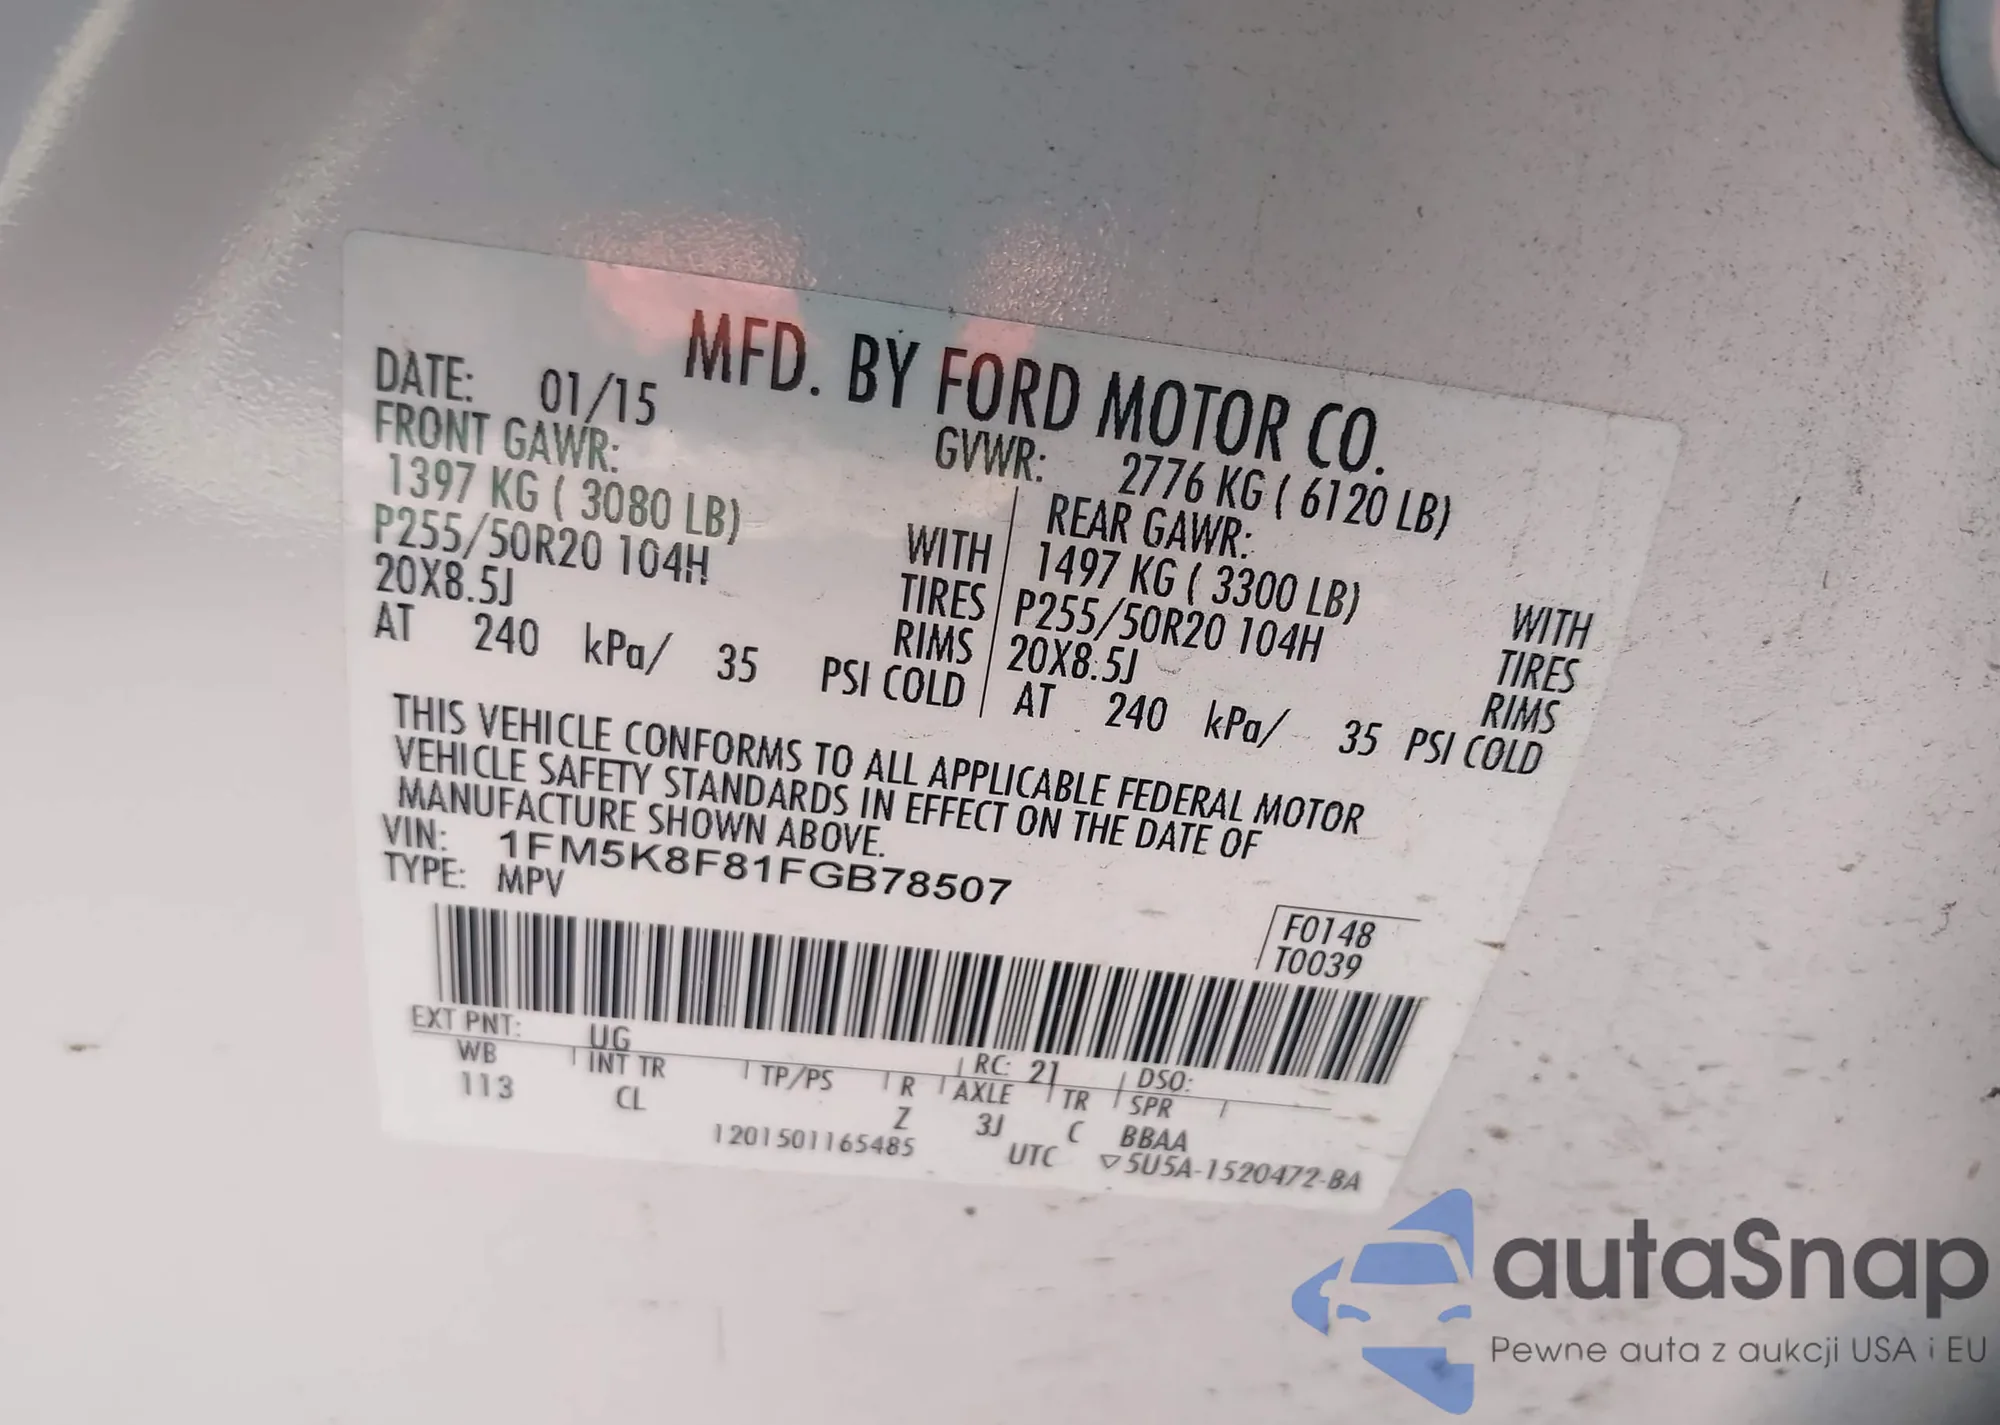 MFD. BY FORD MOTOR CO.
DATE: 01/15 GVWR: 2776 KG ( 6120 LB)
FRONT GAWR: REAR GAWR:
1397 KG ( 3080 LB) WITH 1497 KG ( 3300 LB) WITH
P255/50R20 104H TIRES P255/50R20 104H TIRES
20X8.5J RIMS 20X8.5J RIMS
AT 240 kPa/ 35 PSI COLD AT 240 kPa/ 35 PSI COLD
THIS VEHICLE CONFORMS TO ALL APPLICABLE FEDERAL MOTOR
VEHICLE SAFETY STANDARDS IN EFFECT ON THE DATE OF
MANUFACTURE SHOWN ABOVE.
VIN: 1FM5K8F81FGB78507
TYPE: MPV
F0148
T0039
EXT PNT: UG RC: 21 DSO:
WB INT TR TP/PS R AXLE TR SPR
113 CL Z 3J C BBAA
1201501165485 UTC ▽5U5A-1520472-BA
autaSnap
Pewne auta z aukcji USA i EU